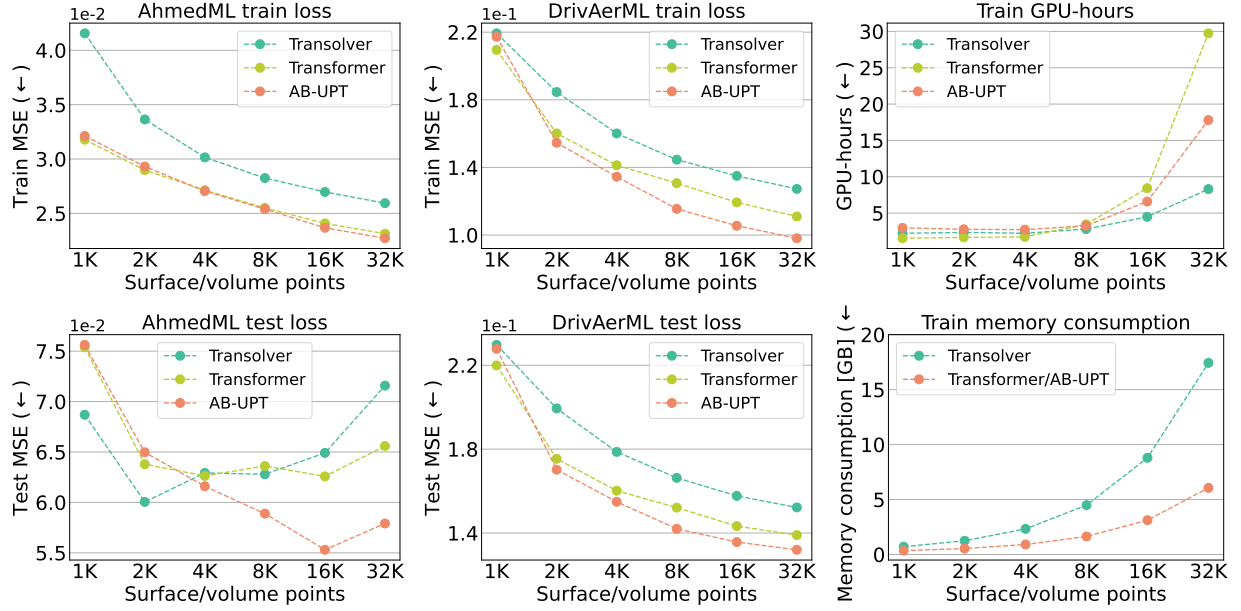 AhmedML train loss
1e-2
Train MSE (←)
4.0
3.5
3.0
2.5
Transolver
Transformer
AB-UPT
1K 2K 4K 8K 16K 32K
Surface/volume points
DrivAerML train loss
1e-1
Train MSE (←)
2.2
1.8
1.4
1.0
Transolver
Transformer
AB-UPT
1K 2K 4K 8K 16K 32K
Surface/volume points
Train GPU-hours
GPU-hours (←)
30
25
20
15
10
5
Transolver
Transformer
AB-UPT
1K 2K 4K 8K 16K 32K
Surface/volume points
AhmedML test loss
1e-2
Test MSE (←)
7.5
7.0
6.5
6.0
5.5
Transolver
Transformer
AB-UPT
1K 2K 4K 8K 16K 32K
Surface/volume points
DrivAerML test loss
1e-1
Test MSE (←)
2.2
1.8
1.4
Transolver
Transformer
AB-UPT
1K 2K 4K 8K 16K 32K
Surface/volume points
Train memory consumption
Memory consumption [GB] (←
20
15
10
5
0
Transolver
Transformer/AB-UPT
1K 2K 4K 8K 16K 32K
Surface/volume points